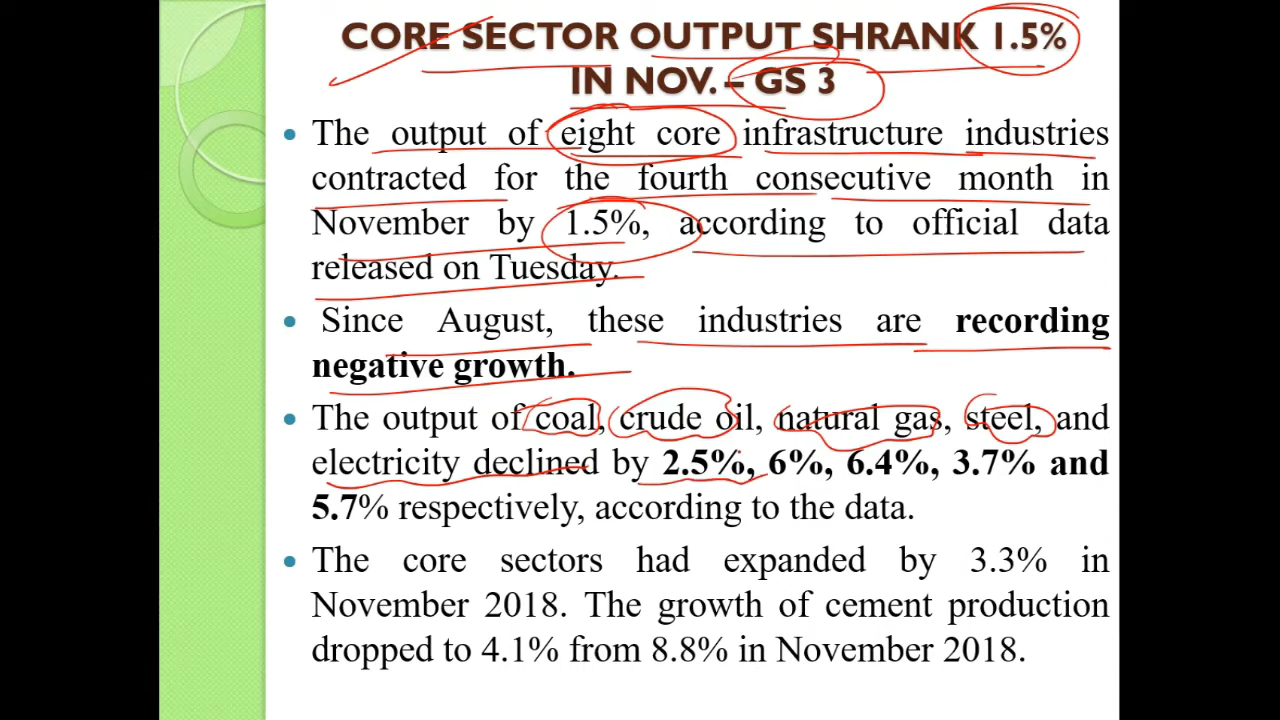 CORE SECTOR OUTPUT SHRANK 1.5%
IN NOV. – GS 3
• The output of eight core infrastructure industries
contracted for the fourth consecutive month in
November by 1.5%, according to official data
released on Tuesday.
• Since August, these industries are recording
negative growth.
• The output of coal, crude oil, natural gas, steel, and
electricity declined by 2.5%, 6%, 6.4%, 3.7% and
5.7% respectively, according to the data.
• The core sectors had expanded by 3.3% in
November 2018. The growth of cement production
dropped to 4.1% from 8.8% in November 2018.